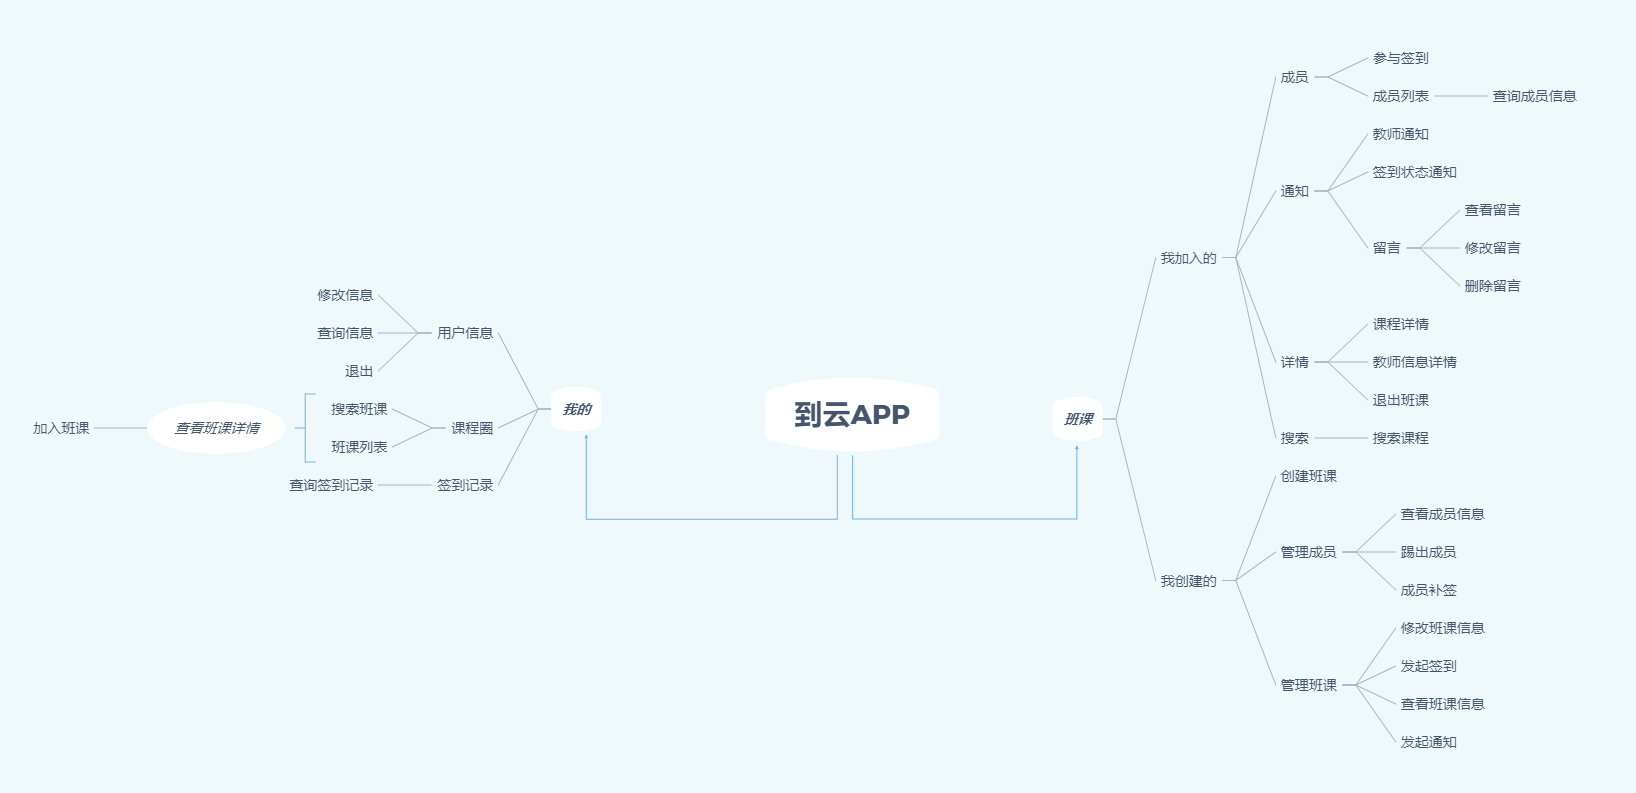 到云APP
我的
用户信息
修改信息
查询信息
退出
课程圈
搜索班课
班课列表
查看班课详情
加入班课
签到记录
查询签到记录
班课
我加入的
成员
参与签到
成员列表
查询成员信息
通知
教师通知
签到状态通知
留言
查看留言
修改留言
删除留言
详情
课程详情
教师信息详情
退出班课
搜索
搜索课程
我创建的
创建班课
管理成员
查看成员信息
踢出成员
成员补签
管理班课
修改班课信息
发起签到
查看班课信息
发起通知